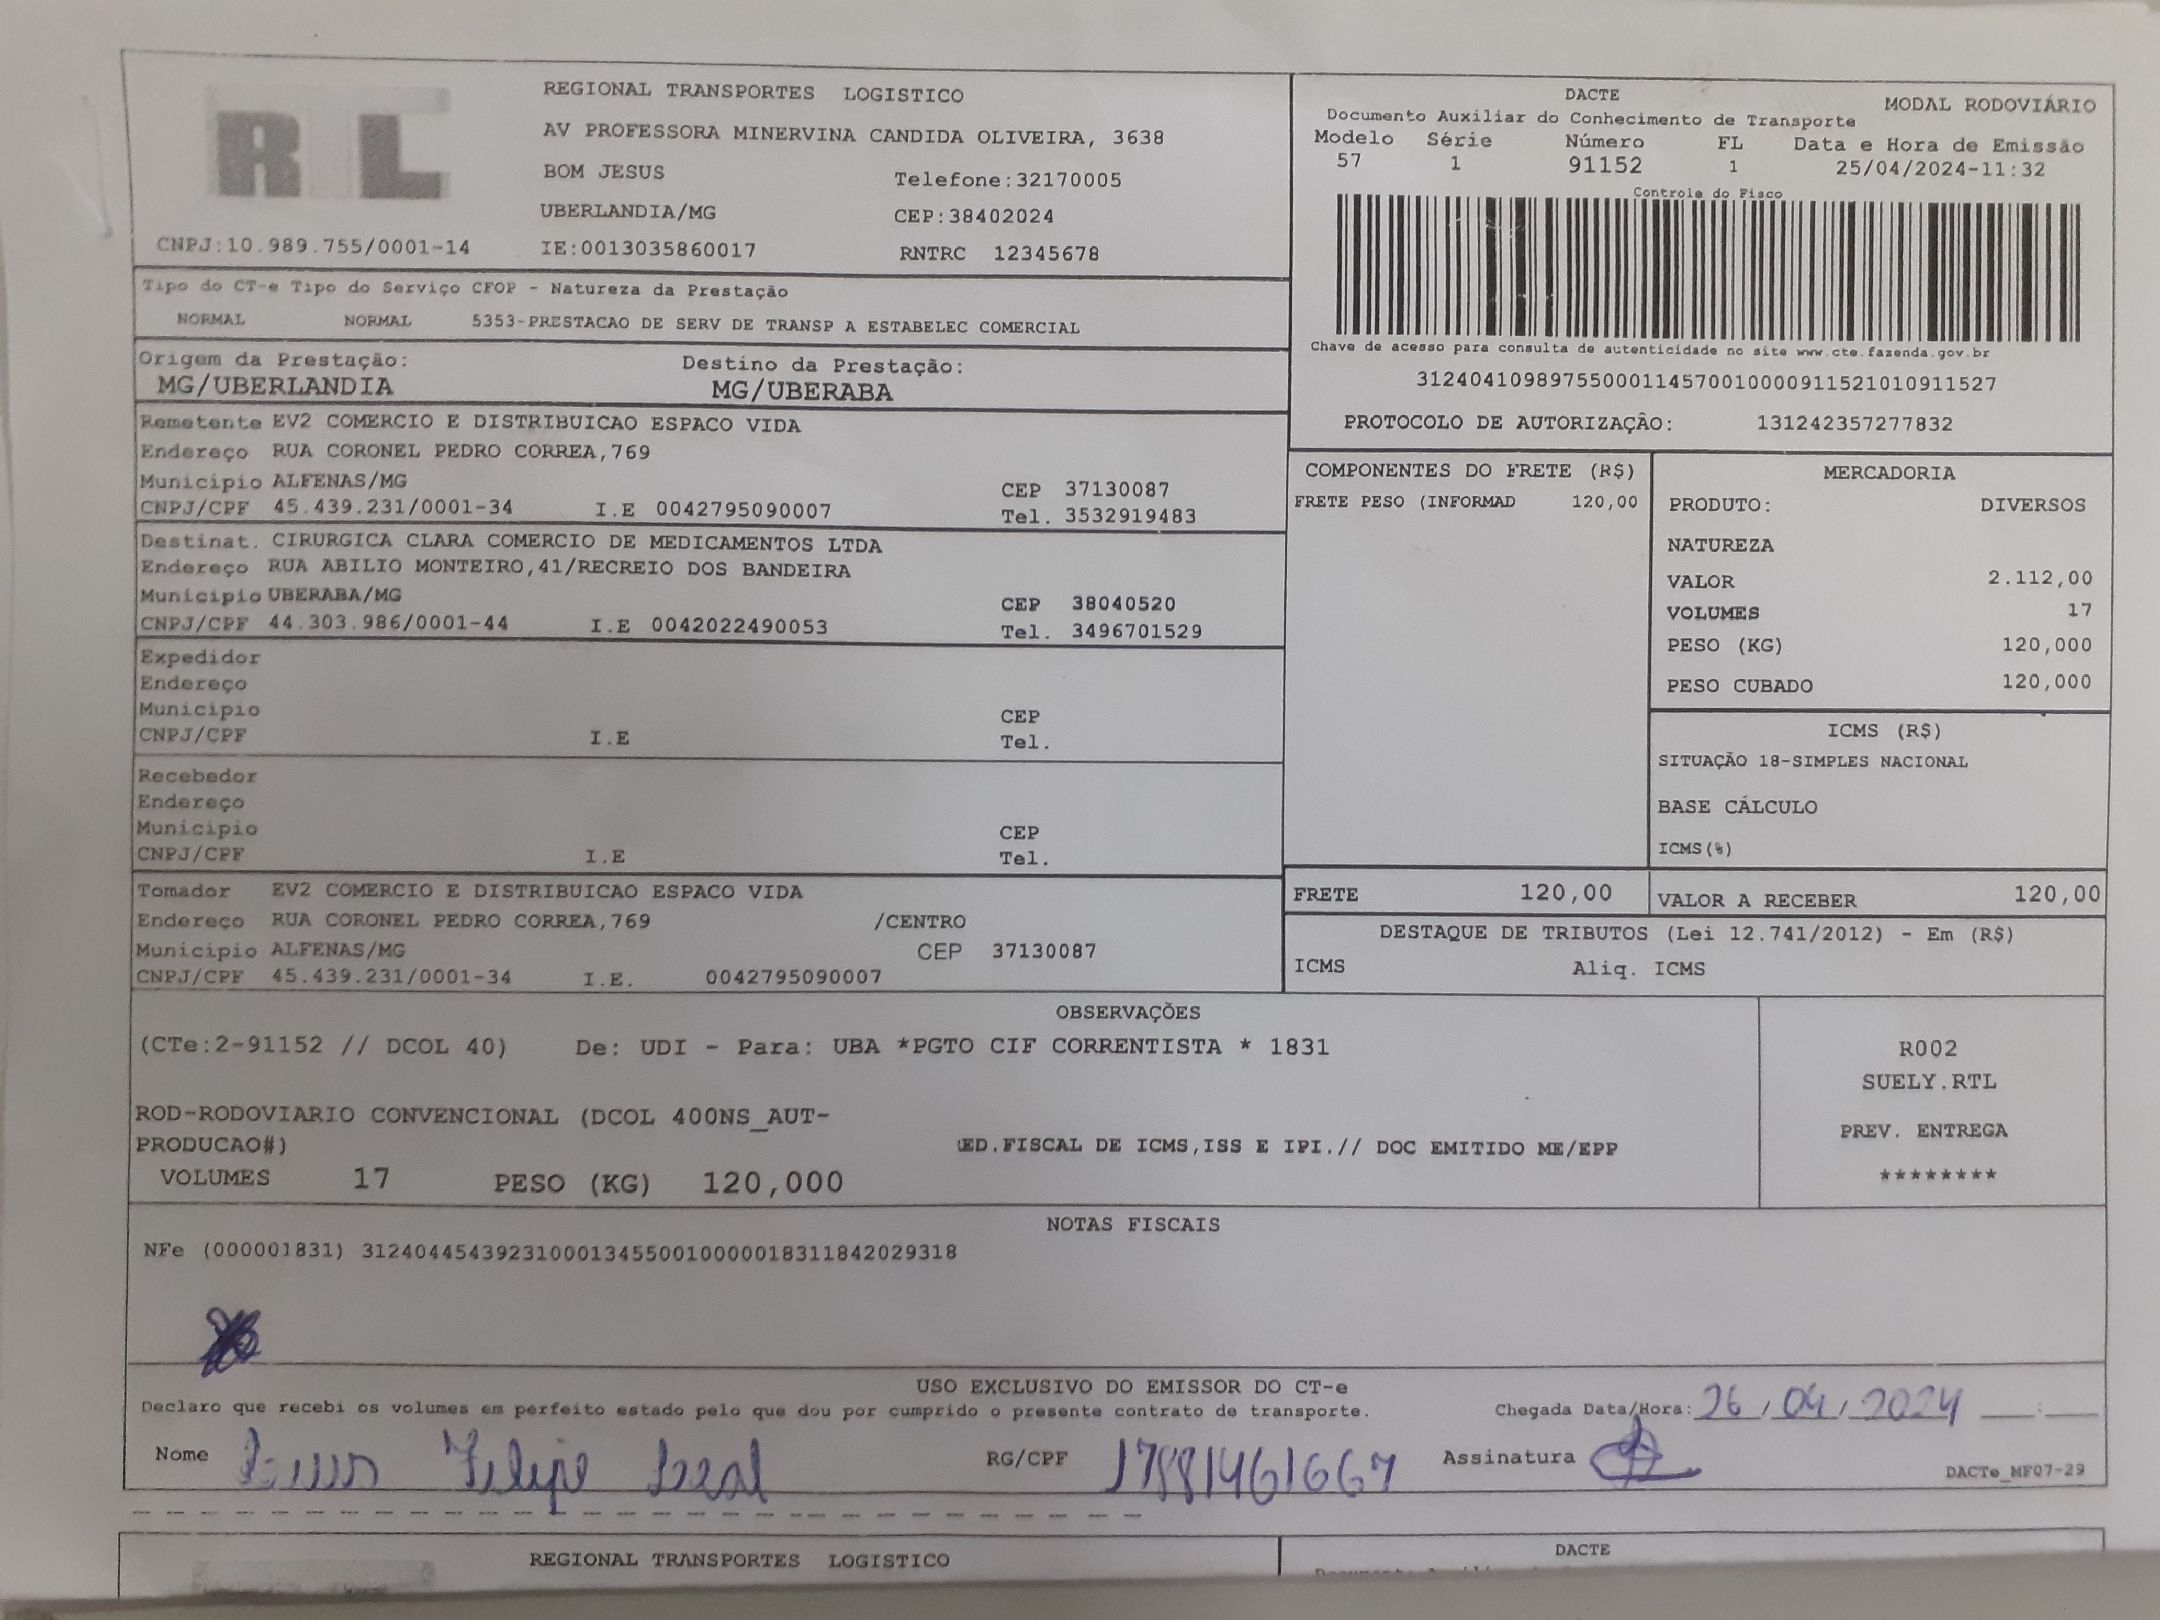 RTL
REGIONAL TRANSPORTES LOGISTICO
AV PROFESSORA MINERVINA CANDIDA OLIVEIRA, 3638
BOM JESUS
Telefone:32170005
UBERLANDIA/MG
CEP:38402024
CNPJ:10.989.755/0001-14
IE:0013035860017
RNTRC 12345678
DACTE
MODAL RODOVIÁRIO
Documento Auxiliar do Conhecimento de Transporte
Modelo Série Número FL Data e Hora de Emissão
57 1 91152 1 25/04/2024-11:32
Controle do Fisco
Chave de acesso para consulta de autenticidade no site www.cte.fazenda.gov.br
31240410989755000114570010000911521010911527
PROTOCOLO DE AUTORIZAÇÃO: 131242357277832
Tipo do CT-e Tipo do Serviço CFOP - Natureza da Prestação
NORMAL NORMAL 5353-PRESTACAO DE SERV DE TRANSP A ESTABELEC COMERCIAL
Origem da Prestação: Destino da Prestação:
MG/UBERLANDIA MG/UBERABA
Remetente EV2 COMERCIO E DISTRIBUICAO ESPACO VIDA
Endereço RUA CORONEL PEDRO CORREA,769
Município ALFENAS/MG CEP 37130087
CNPJ/CPF 45.439.231/0001-34 I.E 0042795090007 Tel. 3532919483
Destinat. CIRURGICA CLARA COMERCIO DE MEDICAMENTOS LTDA
Endereço RUA ABILIO MONTEIRO,41/RECREIO DOS BANDEIRA
Município UBERABA/MG CEP 38040520
CNPJ/CPF 44.303.986/0001-44 I.E 0042022490053 Tel. 3496701529
Expedidor
Endereço
Município CEP
CNPJ/CPF I.E Tel.
Recebedor
Endereço
Município CEP
CNPJ/CPF I.E Tel.
Tomador EV2 COMERCIO E DISTRIBUICAO ESPACO VIDA
Endereço RUA CORONEL PEDRO CORREA,769 /CENTRO
Município ALFENAS/MG CEP 37130087
CNPJ/CPF 45.439.231/0001-34 I.E. 0042795090007
COMPONENTES DO FRETE (R$)
FRETE PESO (INFORMAD 120,00
MERCADORIA
PRODUTO: DIVERSOS
NATUREZA
VALOR 2.112,00
VOLUMES 17
PESO (KG) 120,000
PESO CUBADO 120,000
ICMS (R$)
SITUAÇÃO 18-SIMPLES NACIONAL
BASE CÁLCULO
ICMS(%)
FRETE 120,00
VALOR A RECEBER 120,00
DESTAQUE DE TRIBUTOS (Lei 12.741/2012) - Em (R$)
ICMS Aliq. ICMS
OBSERVAÇÕES
(CTe:2-91152 // DCOL 40) De: UDI - Para: UBA *PGTO CIF CORRENTISTA * 1831
ROD-RODOVIARIO CONVENCIONAL (DCOL 400NS_AUT-
PRODUCAO#) ED.FISCAL DE ICMS,ISS E IPI.// DOC EMITIDO ME/EPP
VOLUMES 17 PESO (KG) 120,000
R002
SUELY.RTL
PREV. ENTREGA
********
NOTAS FISCAIS
NFe (000001831) 31240445439231000134550010000018311842029318
USO EXCLUSIVO DO EMISSOR DO CT-e
Declaro que recebi os volumes em perfeito estado pelo que dou por cumprido o presente contrato de transporte.
Chegada Data/Hora: 26/04/2024 __:__
Nome Felipe Leal RG/CPF 17881461667 Assinatura
DACTe_MF07-29
REGIONAL TRANSPORTES LOGISTICO
DACTE